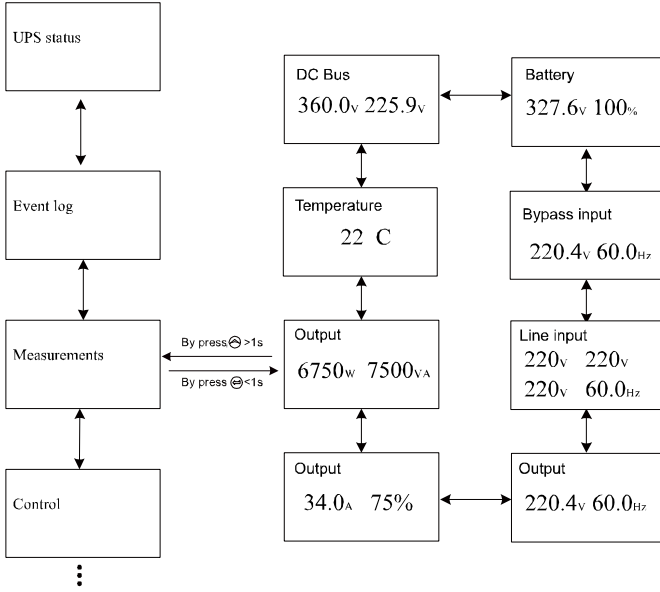 UPS status
Event log
Measurements
Control
By press >1s
By press <1s
DC Bus
360.0V 225.9V
Temperature
22 C
Output
6750W 7500VA
Output
34.0A 75%
Battery
327.6V 100%
Bypass input
220.4V 60.0Hz
Line input
220V 220V
220V 60.0Hz
Output
220.4V 60.0Hz